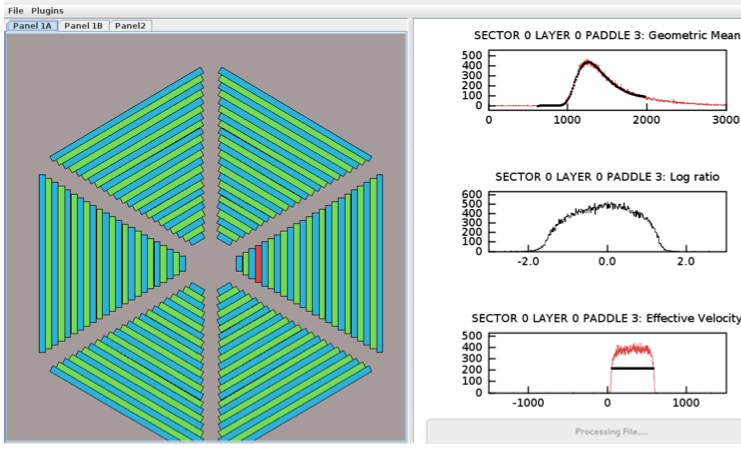 File Plugins
Panel 1A Panel 1B Panel2
SECTOR 0 LAYER 0 PADDLE 3: Geometric Mean
500
400
300
200
100
0 1000 2000 3000
SECTOR 0 LAYER 0 PADDLE 3: Log ratio
600
500
400
300
200
100
0
-2.0 0.0 2.0
SECTOR 0 LAYER 0 PADDLE 3: Effective Velocity
500
400
300
200
100
0
-1000 0 1000
Processing File....